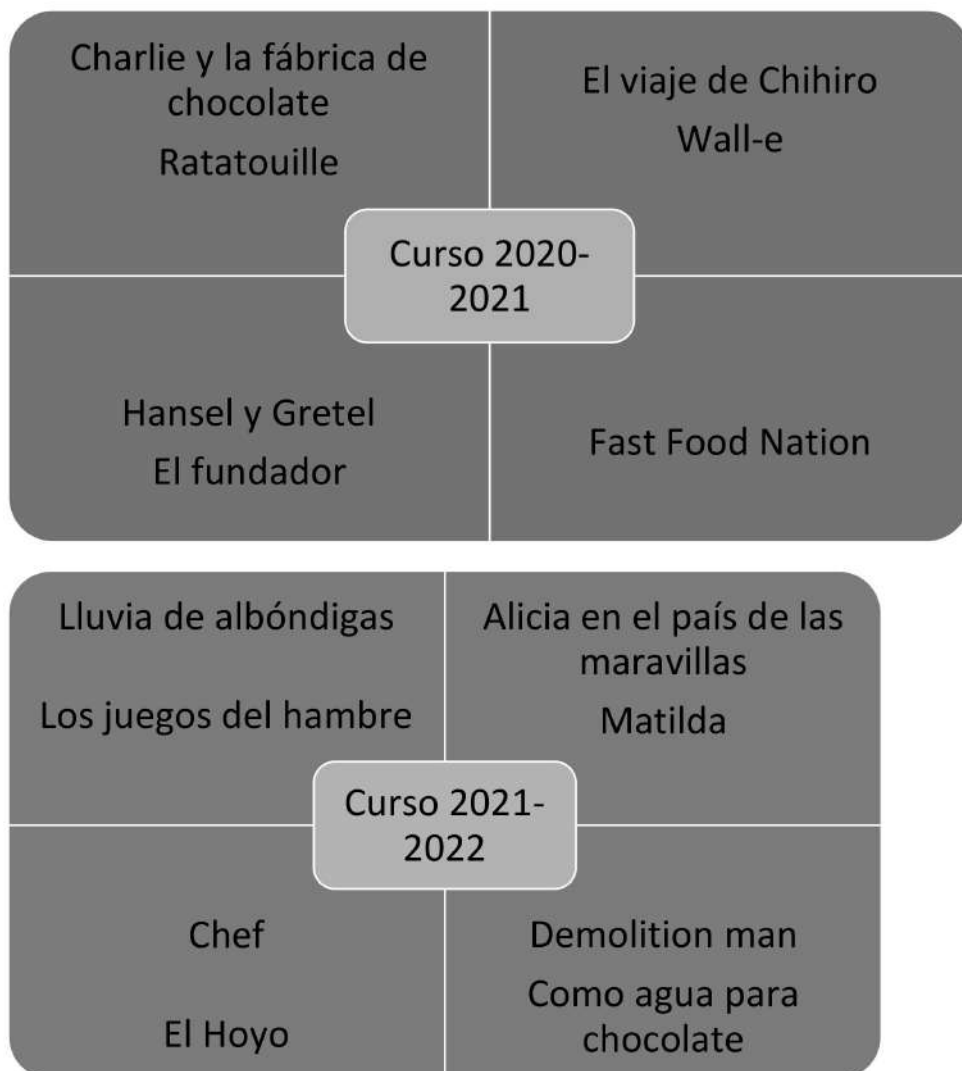 Charlie y la fábrica de
chocolate
Ratatouille
El viaje de Chihiro
Wall-e
Curso 2020-
2021
Hansel y Gretel
El fundador
Fast Food Nation
Lluvia de albóndigas
Los juegos del hambre
Alicia en el país de las
maravillas
Matilda
Curso 2021-
2022
Chef
El Hoyo
Demolition man
Como agua para
chocolate